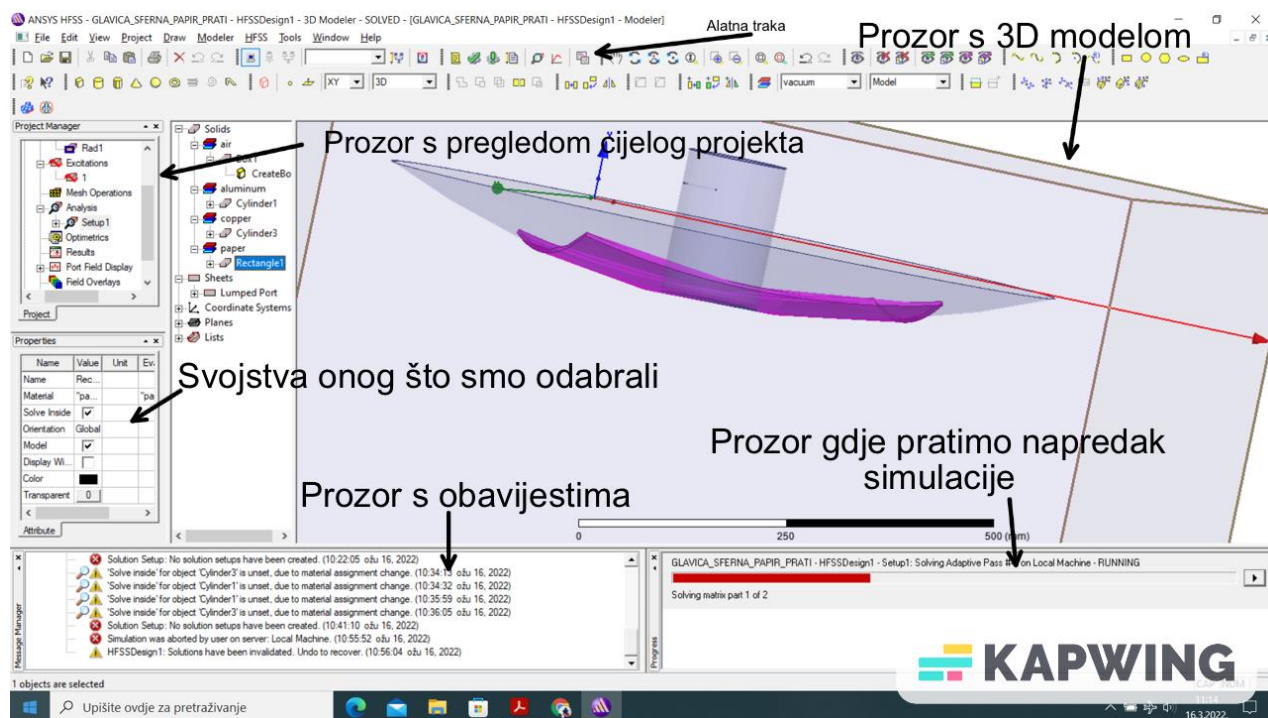 ANSYS HFSS - GLAVICA_SFERNA_PAPIR_PRATI - HFSSDesign1 - 3D Modeler - SOLVED - [GLAVICA_SFERNA_PAPIR_PRATI - HFSSDesign1 - Modeler]
File Edit View Project Draw Modeler HFSS Tools Window Help
Alatna traka
Prozor s 3D modelom
XY
3D
vacuum
Model
Project Manager
Rad1
Excitations
1
Mesh Operations
Analysis
Setup1
Optimetrics
Results
Port Field Display
Field Overlays
Project
Solids
air
Box1
CreateBo
aluminum
Cylinder1
copper
Cylinder3
paper
Rectangle1
Sheets
Lumped Port
Coordinate Systems
Planes
Lists
Prozor s pregledom cijelog projekta
Properties
Name Value Unit Ev.
Name Rec...
Material "pa... "pa
Solve Inside
Orientation Global
Model
Display Wi...
Color
Transparent 0
Attribute
Svojstva onog što smo odabrali
Prozor gdje pratimo napredak
simulacije
Prozor s obavijestima
0 250 500 (mm)
Message Manager
Solution Setup: No solution setups have been created. (10:22:05 ožu 16, 2022)
'Solve inside' for object 'Cylinder3' is unset, due to material assignment change. (10:34:13 ožu 16, 2022)
'Solve inside' for object 'Cylinder1' is unset, due to material assignment change. (10:34:32 ožu 16, 2022)
'Solve inside' for object 'Cylinder1' is unset, due to material assignment change. (10:35:59 ožu 16, 2022)
'Solve inside' for object 'Cylinder3' is unset, due to material assignment change. (10:36:05 ožu 16, 2022)
Solution Setup: No solution setups have been created. (10:41:10 ožu 16, 2022)
Simulation was aborted by user on server: Local Machine. (10:55:52 ožu 16, 2022)
HFSSDesign1: Solutions have been invalidated. Undo to recover. (10:56:04 ožu 16, 2022)
Progress
GLAVICA_SFERNA_PAPIR_PRATI - HFSSDesign1 - Setup1: Solving Adaptive Pass # on Local Machine - RUNNING
Solving matrix part 1 of 2
KAPWING
1 objects are selected
Upišite ovdje za pretraživanje
11:14
16.3.2022.